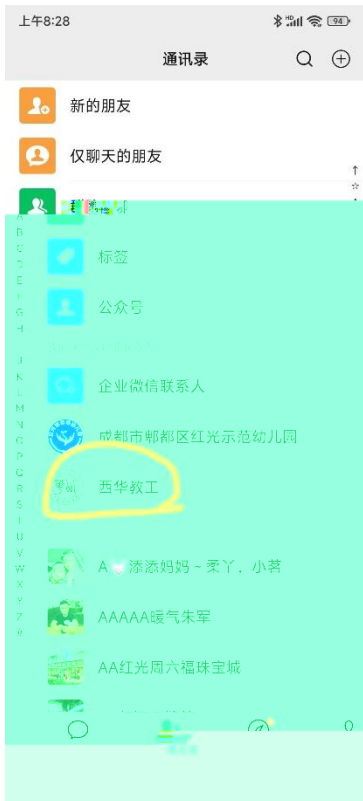 上午8:28
HD
94
通讯录
新的朋友
仅聊天的朋友
标签
公众号
企业微信联系人
成都市郫都区红光示范幼儿园
西华教工
A 添添妈妈~柔丫，小茗
AAAAA暖气朱军
AA红光周六福珠宝城